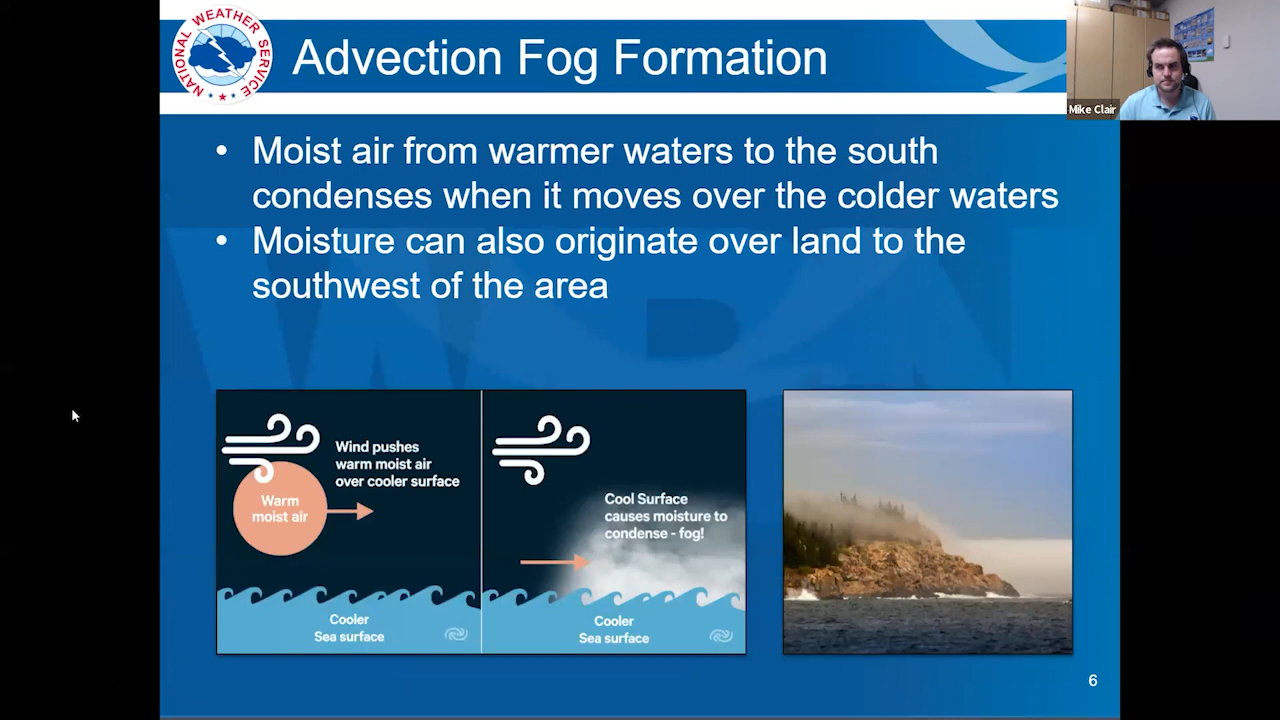 NATIONAL WEATHER SERVICE
Advection Fog Formation
Mike Clair
• Moist air from warmer waters to the south
condenses when it moves over the colder waters
• Moisture can also originate over land to the
southwest of the area
WRN
Wind pushes
warm moist air
over cooler surface
Warm
moist air
Cooler
Sea surface
Cool Surface
causes moisture to
condense - fog!
Cooler
Sea surface
6